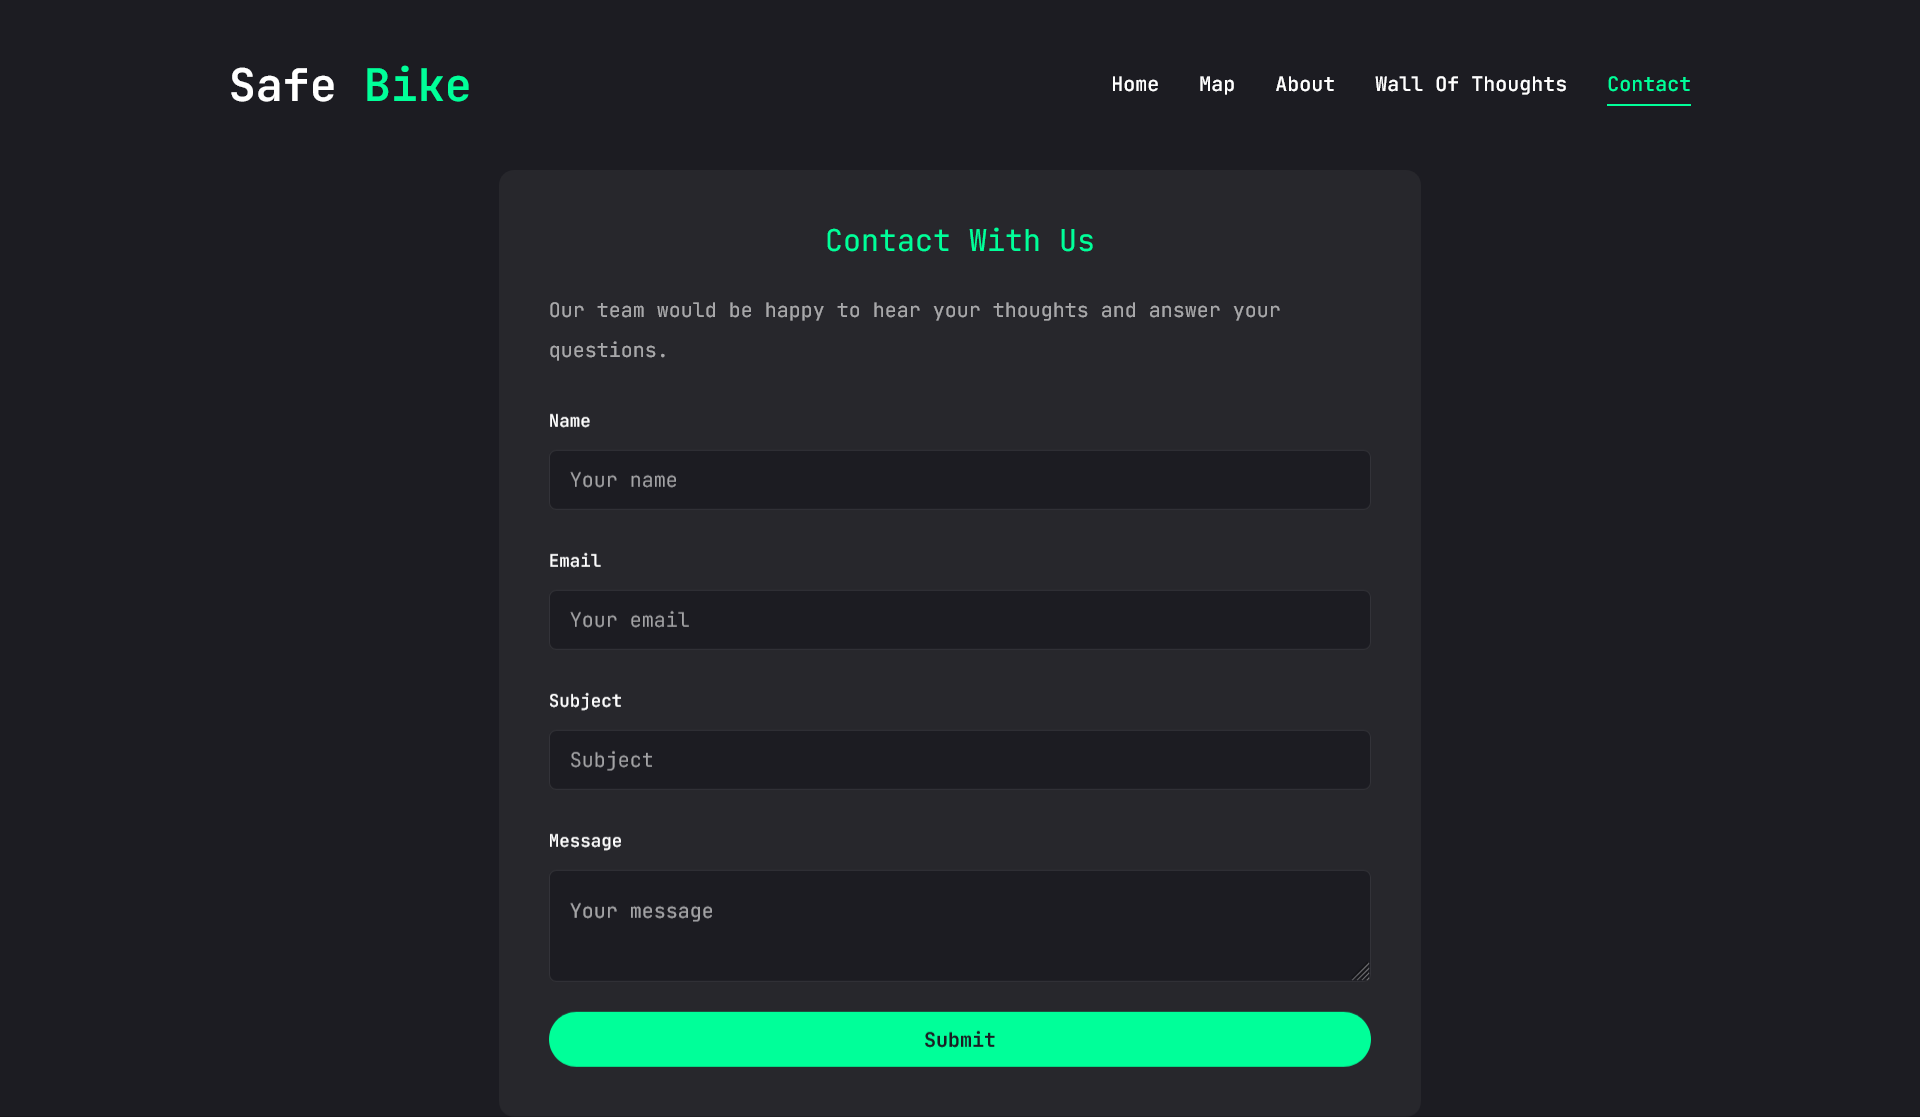 Safe Bike
Home Map About Wall Of Thoughts Contact
Contact With Us
Our team would be happy to hear your thoughts and answer your
questions.
Name
Your name
Email
Your email
Subject
Subject
Message
Your message
Submit